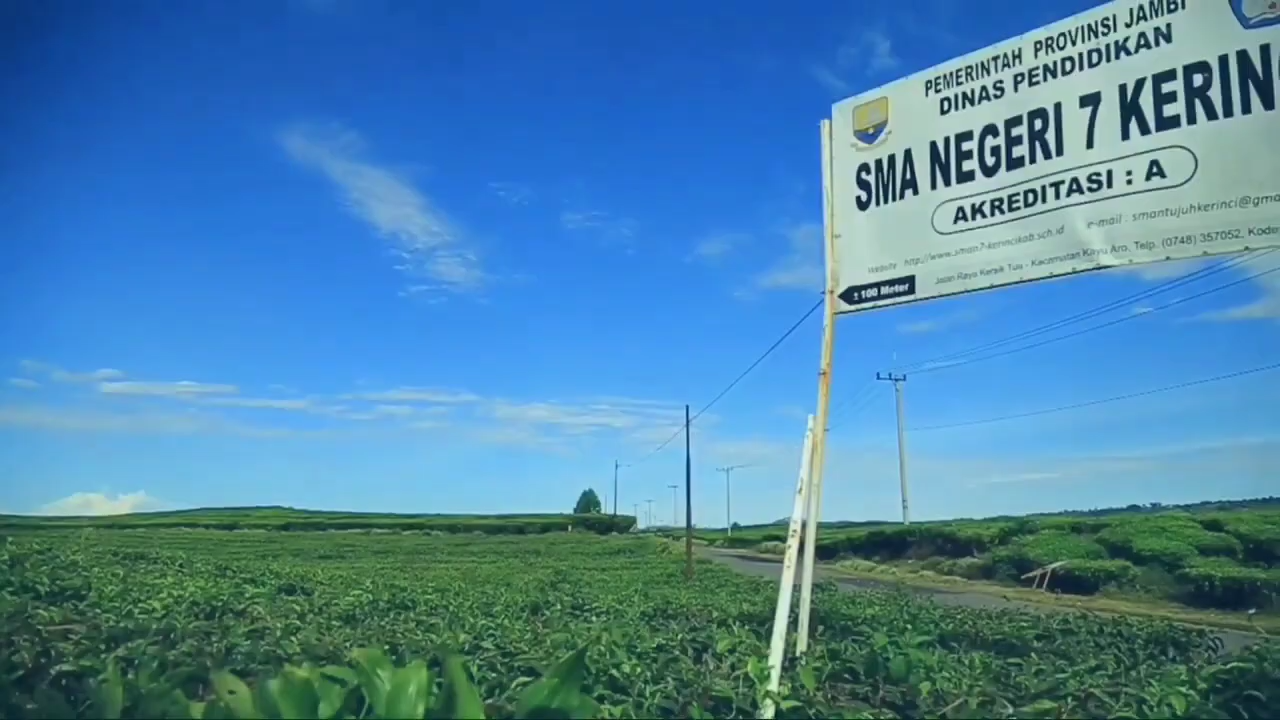 PEMERINTAH PROVINSI JAMBI
DINAS PENDIDIKAN
SMA NEGERI 7 KERINC
AKREDITASI : A
Website http://www.sman7-kerincikab.sch.id e-mail : smantujuhkerinci@gma
Jalan Raya Kersik Tuo - Kecamatan Kayu Aro, Telp. (0748) 357052, Kode
± 100 Meter